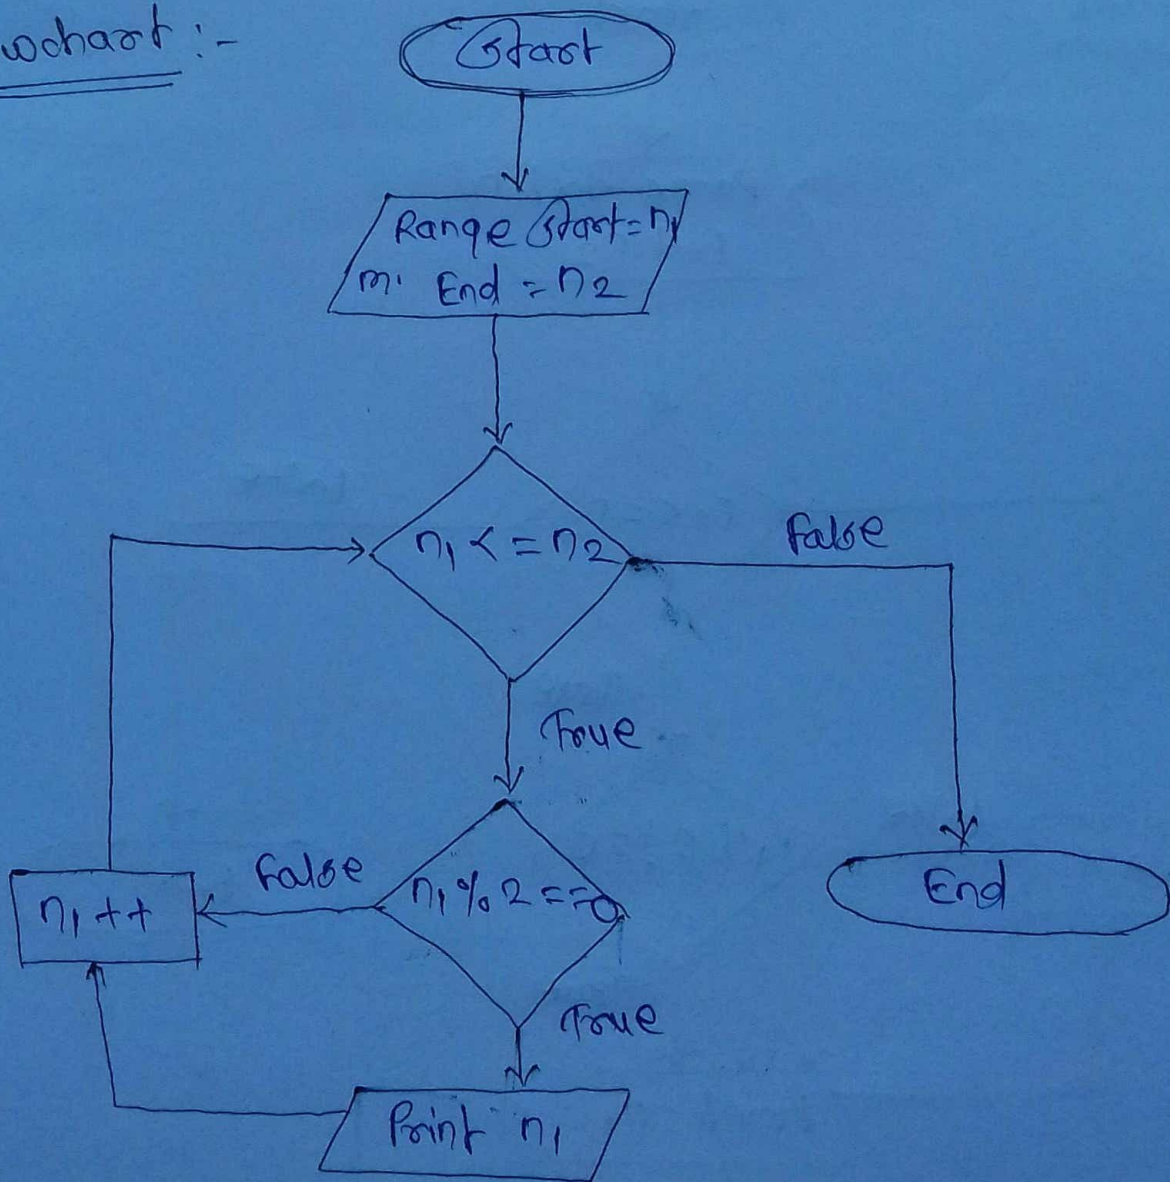 wchart :-
Start
Range Start = n1
m. End = n2
n1 <= n2
False
True
False
n1 % 2 == 0
n1 ++
End
True
Print n1